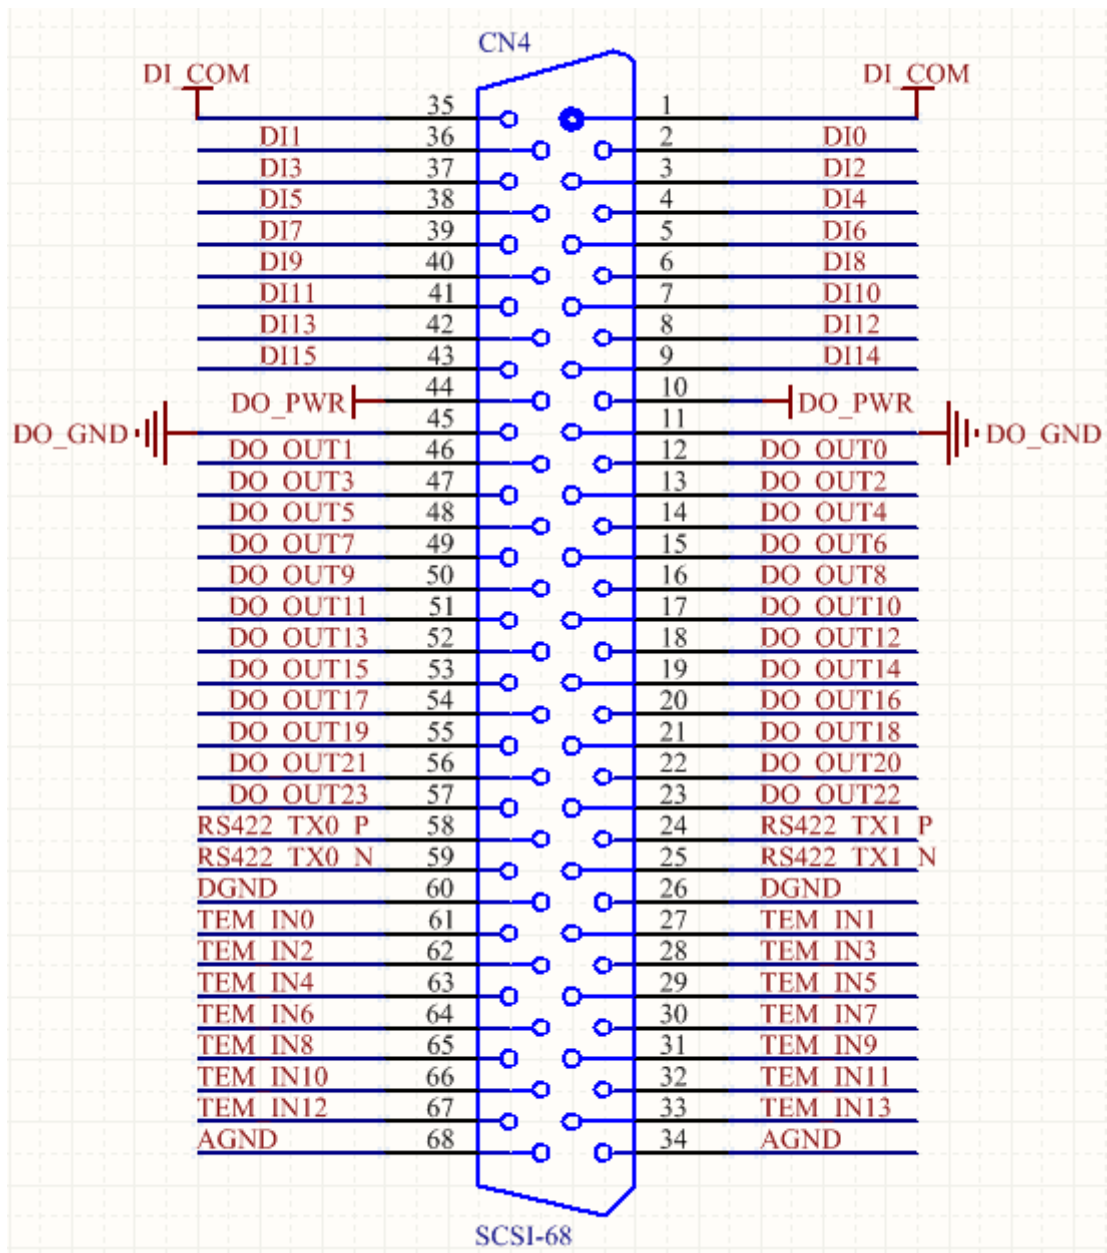 CN4
DI_COM DI_COM
35 1
DI1 36 2 DI0
DI3 37 3 DI2
DI5 38 4 DI4
DI7 39 5 DI6
DI9 40 6 DI8
DI11 41 7 DI10
DI13 42 8 DI12
DI15 43 9 DI14
DO_PWR 44 10 DO_PWR
DO_GND 45 11 DO_GND
DO_OUT1 46 12 DO_OUT0
DO_OUT3 47 13 DO_OUT2
DO_OUT5 48 14 DO_OUT4
DO_OUT7 49 15 DO_OUT6
DO_OUT9 50 16 DO_OUT8
DO_OUT11 51 17 DO_OUT10
DO_OUT13 52 18 DO_OUT12
DO_OUT15 53 19 DO_OUT14
DO_OUT17 54 20 DO_OUT16
DO_OUT19 55 21 DO_OUT18
DO_OUT21 56 22 DO_OUT20
DO_OUT23 57 23 DO_OUT22
RS422_TX0_P 58 24 RS422_TX1_P
RS422_TX0_N 59 25 RS422_TX1_N
DGND 60 26 DGND
TEM_IN0 61 27 TEM_IN1
TEM_IN2 62 28 TEM_IN3
TEM_IN4 63 29 TEM_IN5
TEM_IN6 64 30 TEM_IN7
TEM_IN8 65 31 TEM_IN9
TEM_IN10 66 32 TEM_IN11
TEM_IN12 67 33 TEM_IN13
AGND 68 34 AGND
SCSI-68